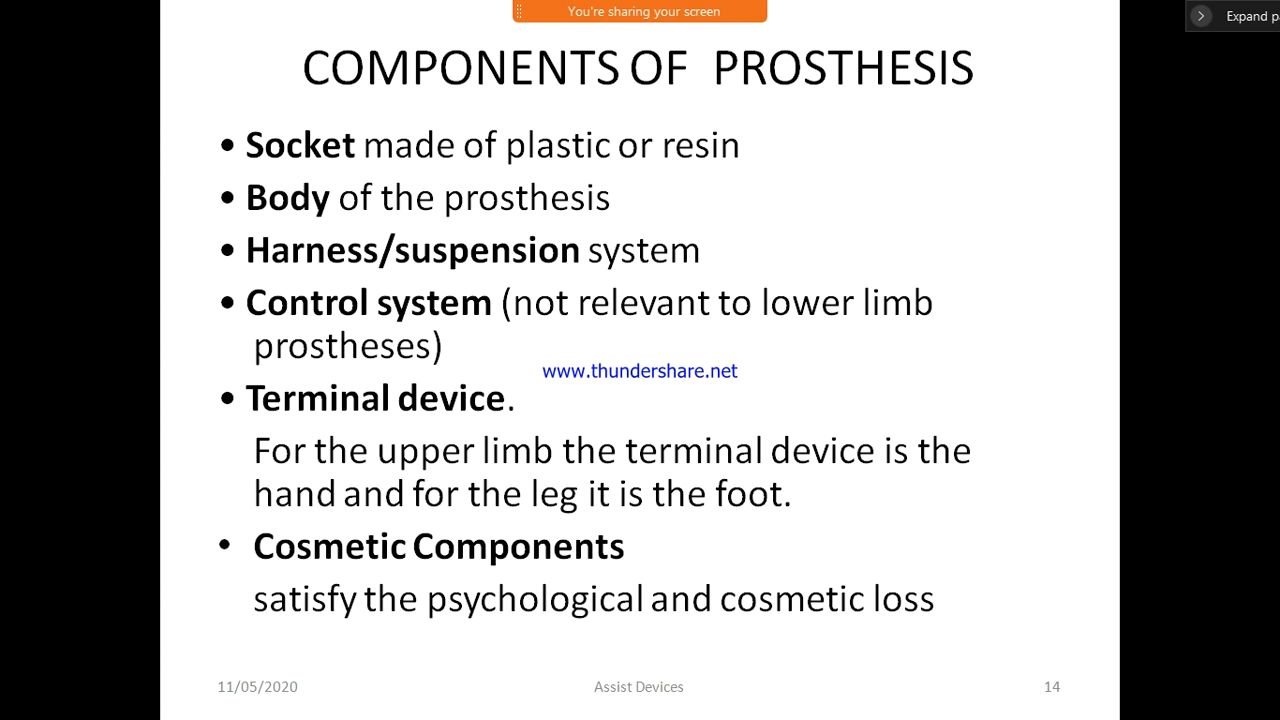 You're sharing your screen
Expand p
COMPONENTS OF PROSTHESIS
• Socket made of plastic or resin
• Body of the prosthesis
• Harness/suspension system
• Control system (not relevant to lower limb
prostheses)
www.thundershare.net
• Terminal device.
For the upper limb the terminal device is the
hand and for the leg it is the foot.
• Cosmetic Components
satisfy the psychological and cosmetic loss
11/05/2020
Assist Devices
14